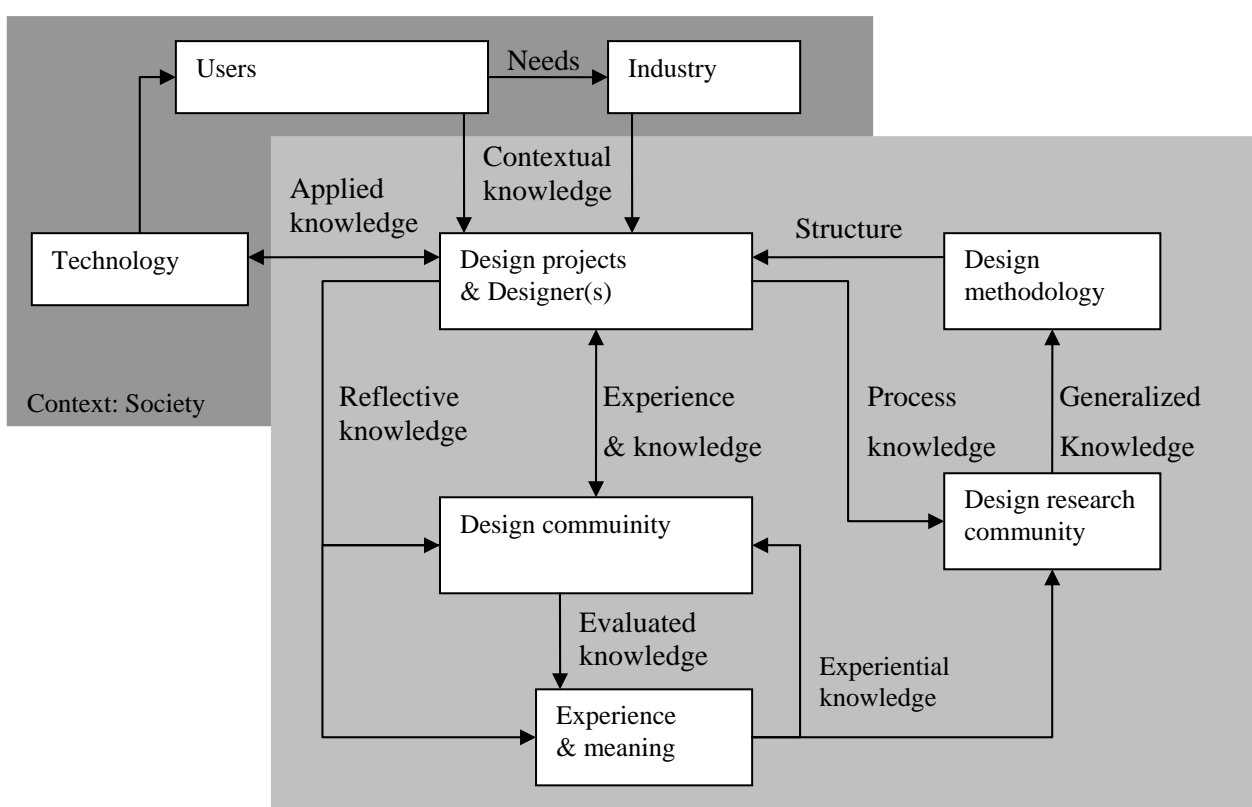 Users
Needs
Industry
Contextual
knowledge
Applied
knowledge
Structure
Technology
Design projects
& Designer(s)
Design
methodology
Context: Society
Reflective
knowledge
Experience
& knowledge
Process
knowledge
Generalized
Knowledge
Design commuinity
Design research
community
Evaluated
knowledge
Experiential
knowledge
Experience
& meaning